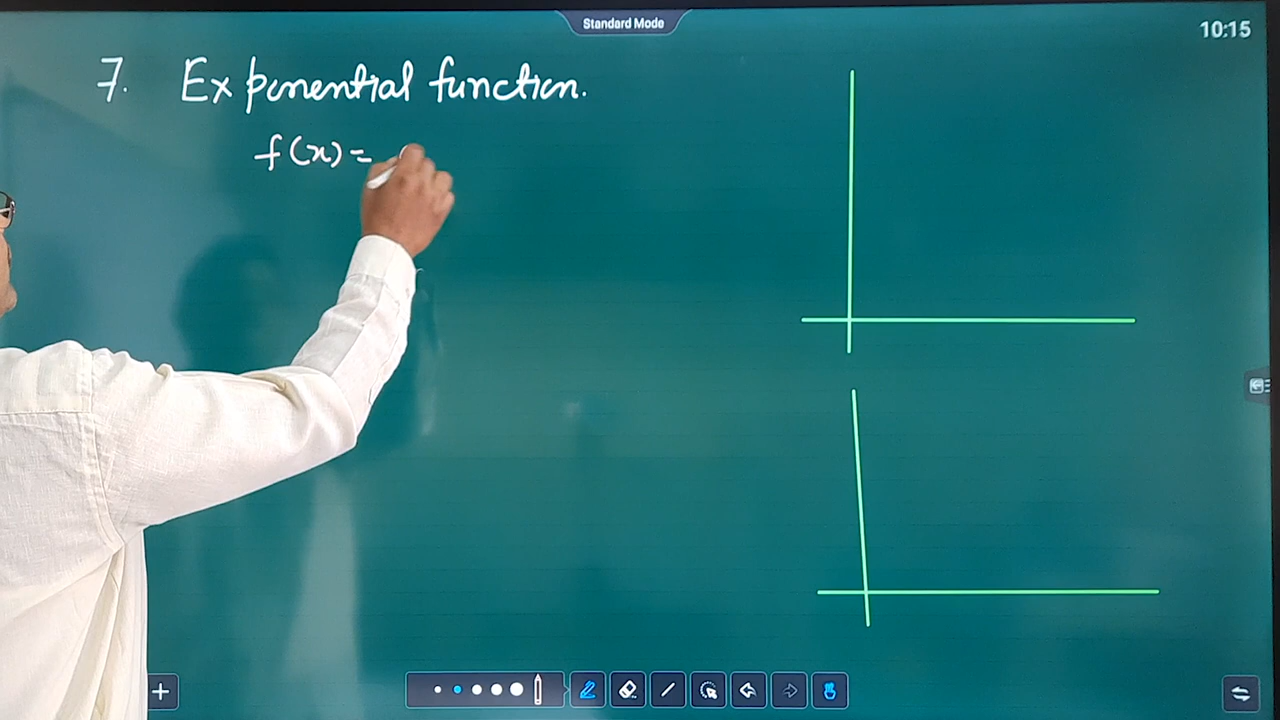 Standard Mode
10:15
7. Exponential function.
f(x) =